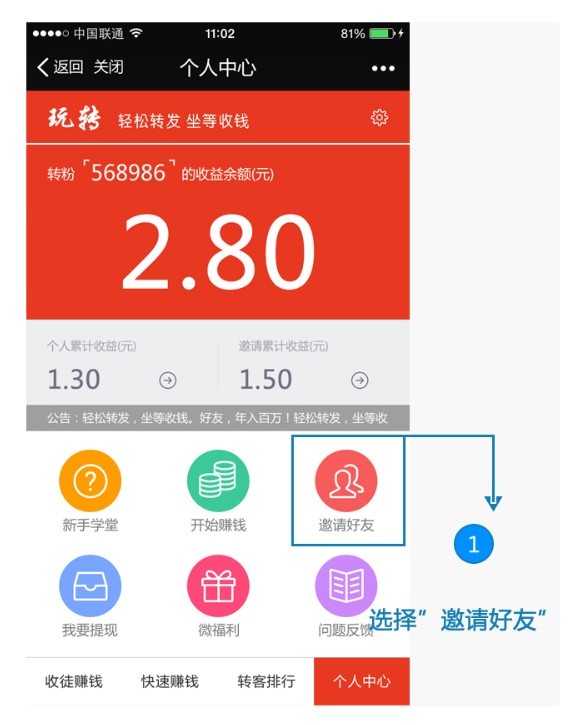 中国联通 11:02 81%
返回 关闭 个人中心
玩转 轻松转发 坐等收钱
转粉「568986」的收益余额(元)
2.80
个人累计收益(元) 邀请累计收益(元)
1.30 1.50
公告：轻松转发，坐等收钱。好友，年入百万！轻松转发，坐等收
新手学堂 开始赚钱 邀请好友
1
我要提现 微福利 问题反馈
选择”邀请好友“
收徒赚钱 快速赚钱 转客排行 个人中心